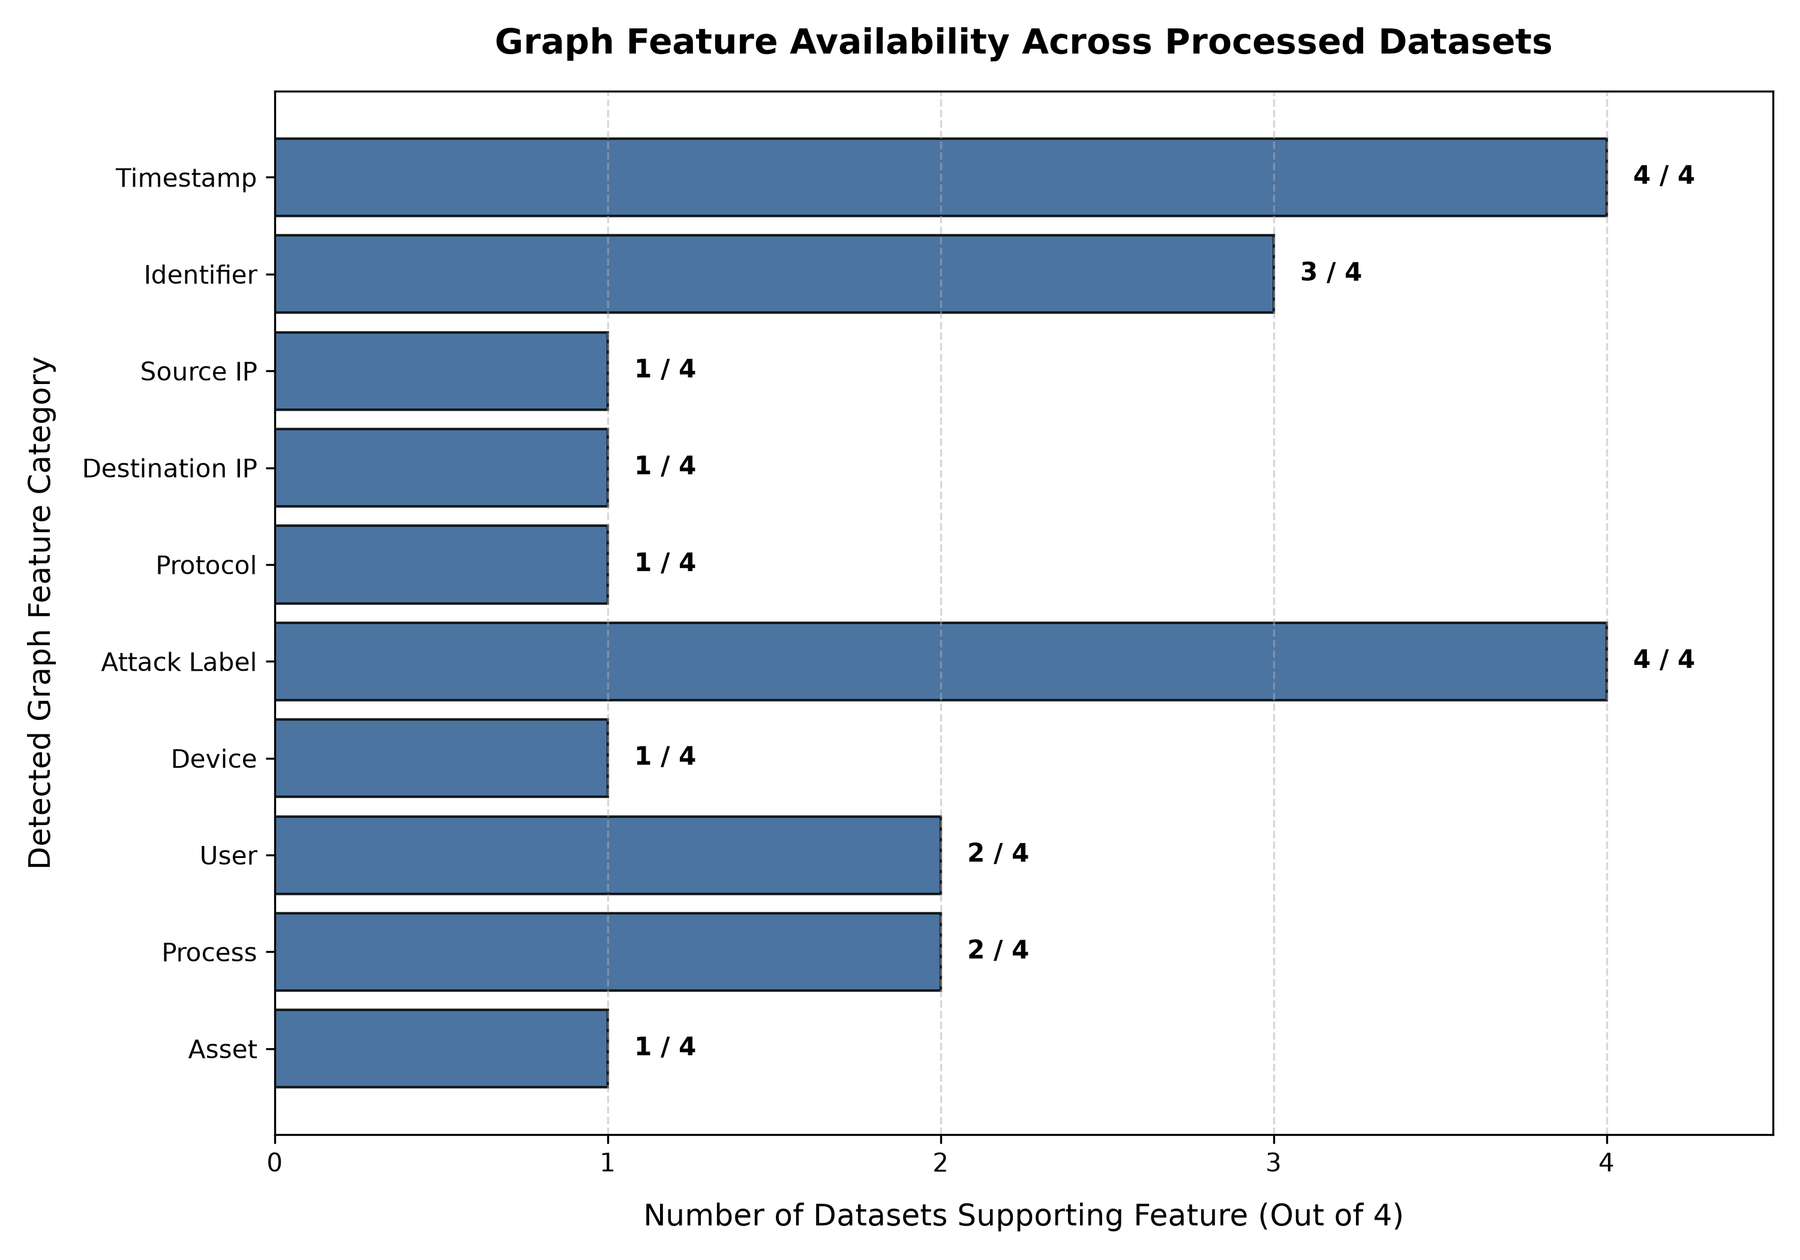 Graph Feature Availability Across Processed Datasets
Detected Graph Feature Category
Timestamp
4 / 4
Identifier
3 / 4
Source IP
1 / 4
Destination IP
1 / 4
Protocol
1 / 4
Attack Label
4 / 4
Device
1 / 4
User
2 / 4
Process
2 / 4
Asset
1 / 4
0 1 2 3 4
Number of Datasets Supporting Feature (Out of 4)